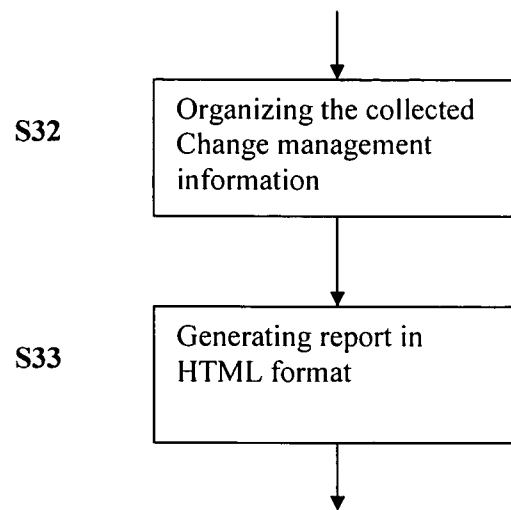 S32
Organizing the collected
Change management
information
S33
Generating report in
HTML format